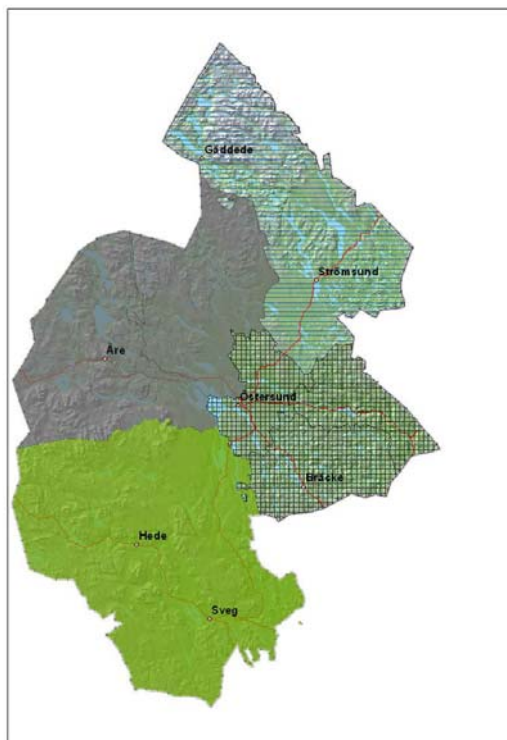 Gäddede
Strömsund
Åre
Östersund
Bräcke
Hede
Sveg